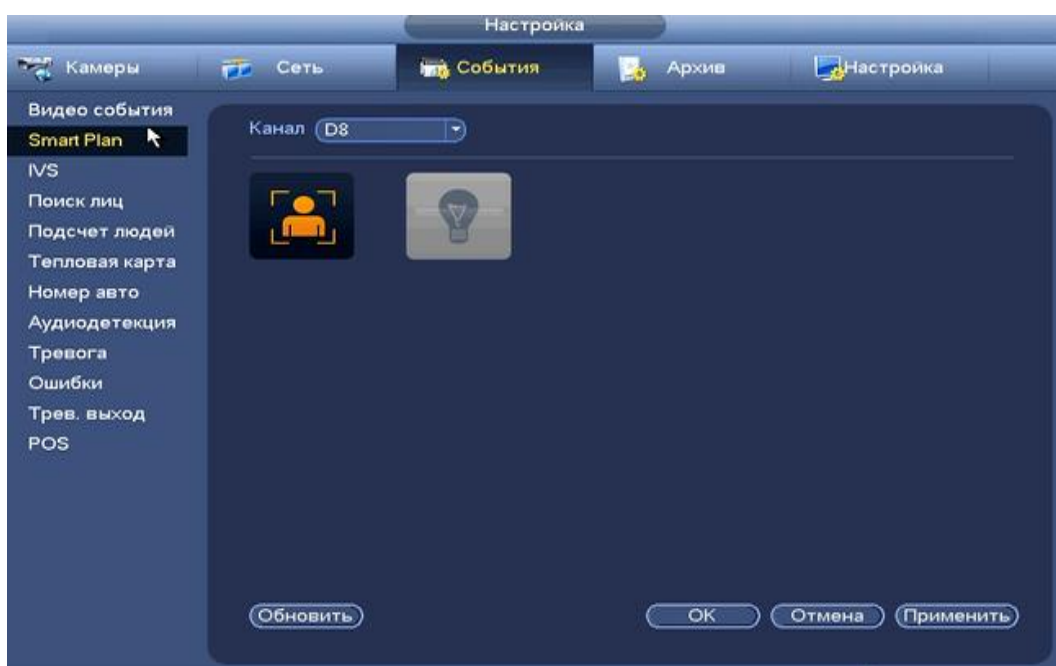 Настройка
Камеры Сеть События Архив Настройка
Видео события
Smart Plan
IVS
Поиск лиц
Подсчет людей
Тепловая карта
Номер авто
Аудиодетекция
Тревога
Ошибки
Трев. выход
POS
Канал D8
Обновить OK Отмена Применить